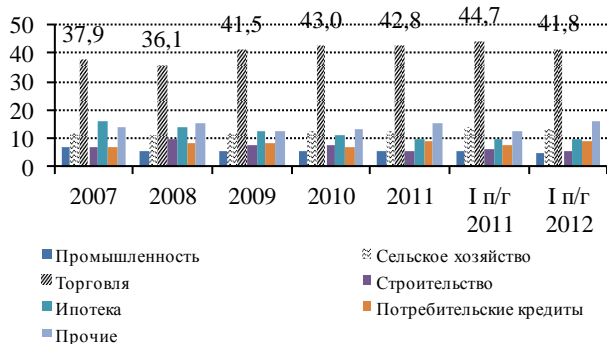 37,9 36,1 41,5 43,0 42,8 44,7 41,8
50
40
30
20
10
0
2007 2008 2009 2010 2011 I п/г 2011 I п/г 2012
Промышленность
Сельское хозяйство
Торговля
Строительство
Ипотека
Потребительские кредиты
Прочие